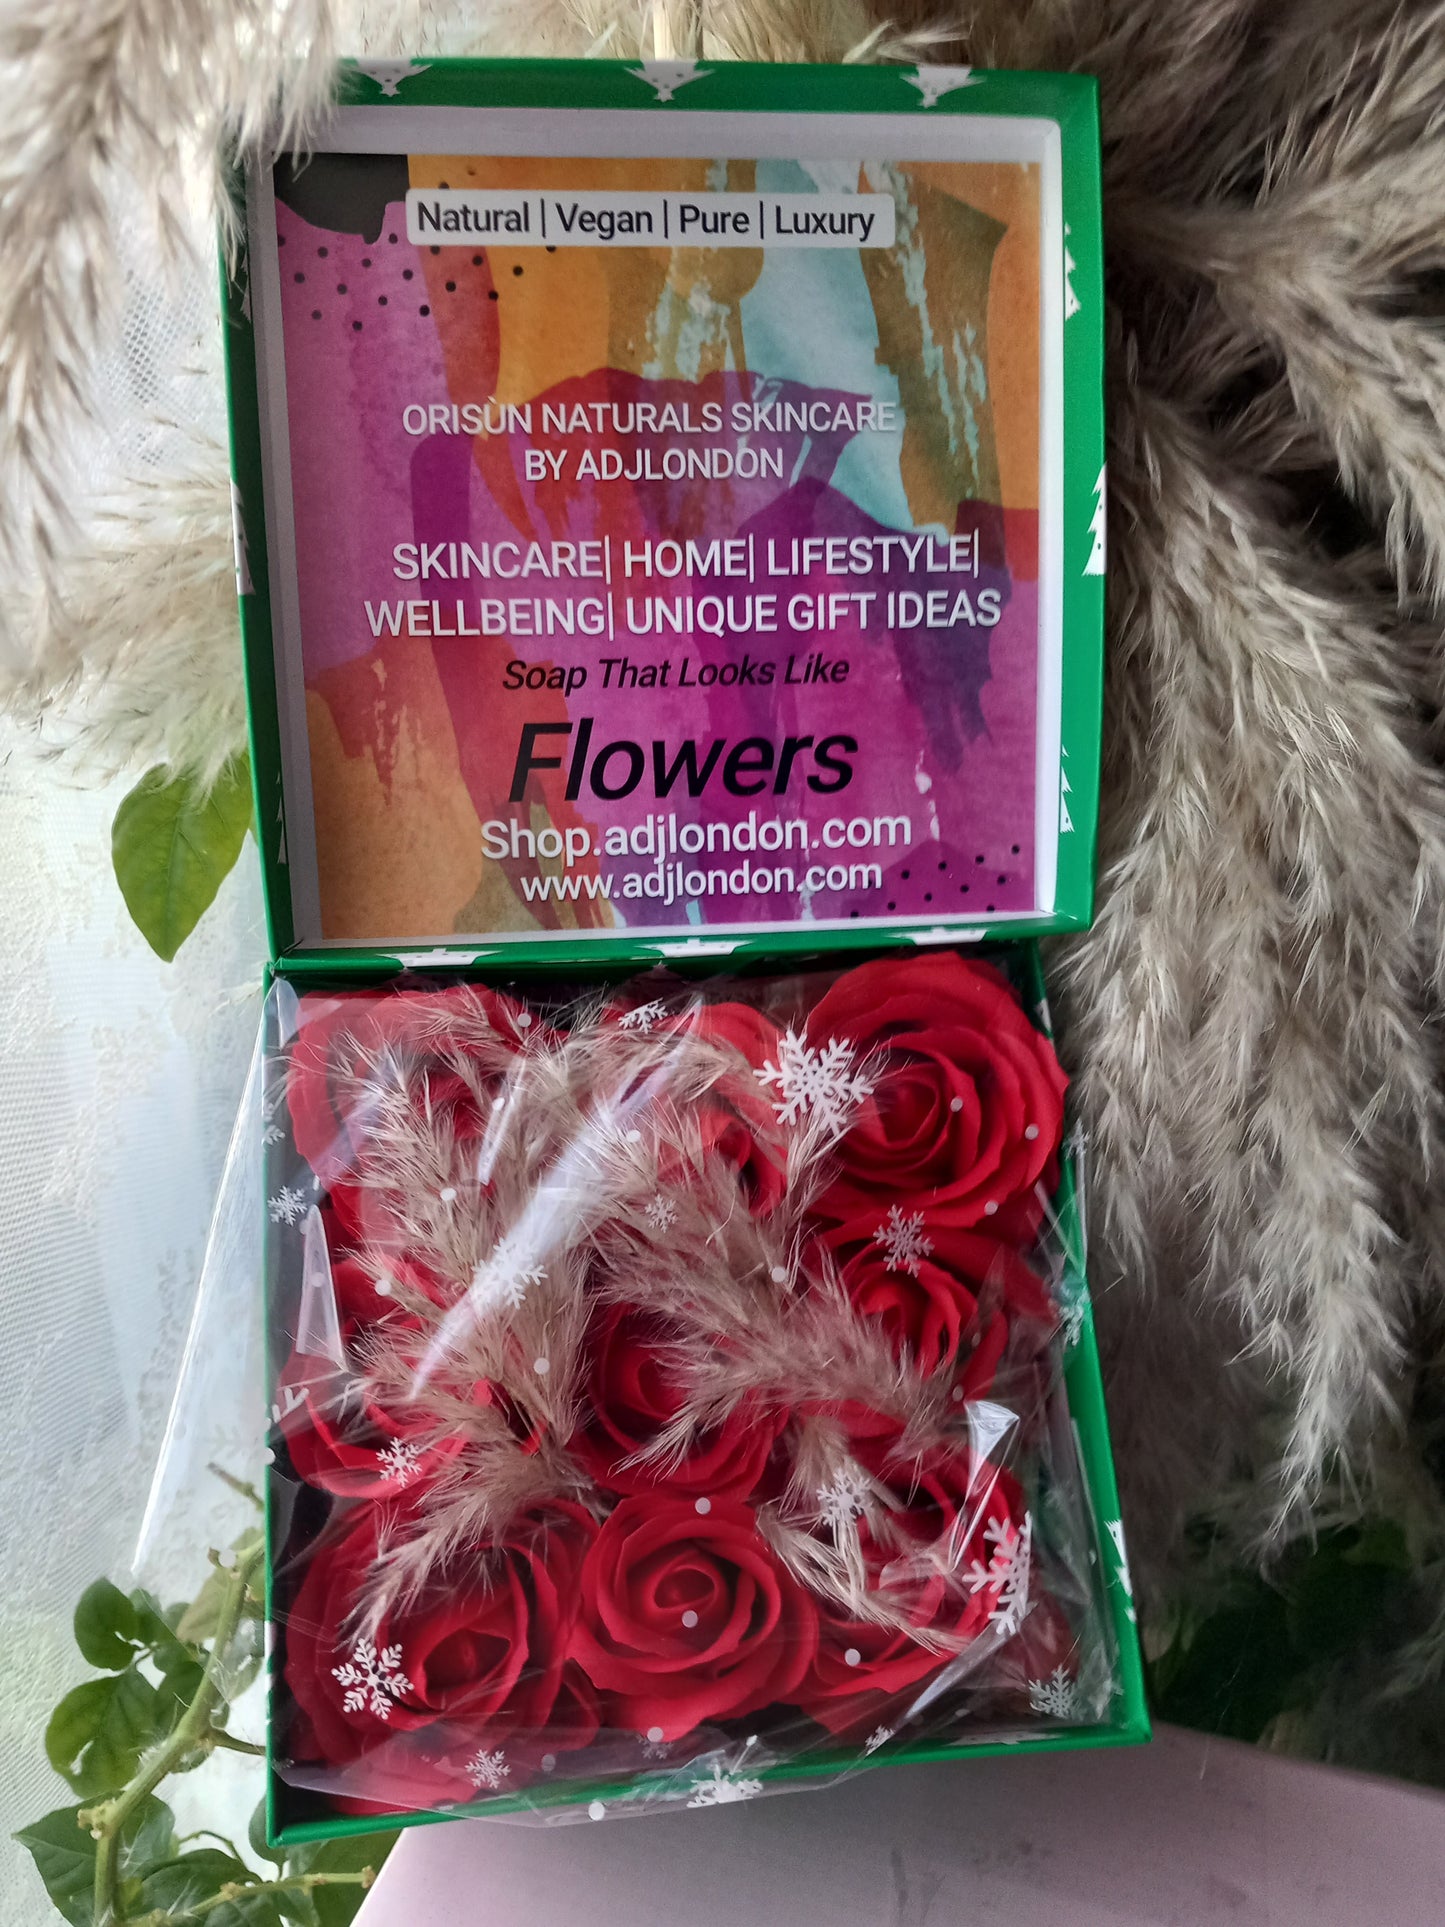 Natural | Vegan | Pure | Luxury
ORISÙN NATURALS SKINCARE
BY ADJLONDON
SKINCARE| HOME| LIFESTYLE|
WELLBEING| UNIQUE GIFT IDEAS
Soap That Looks Like
Flowers
Shop.adjlondon.com
www.adjlondon.com